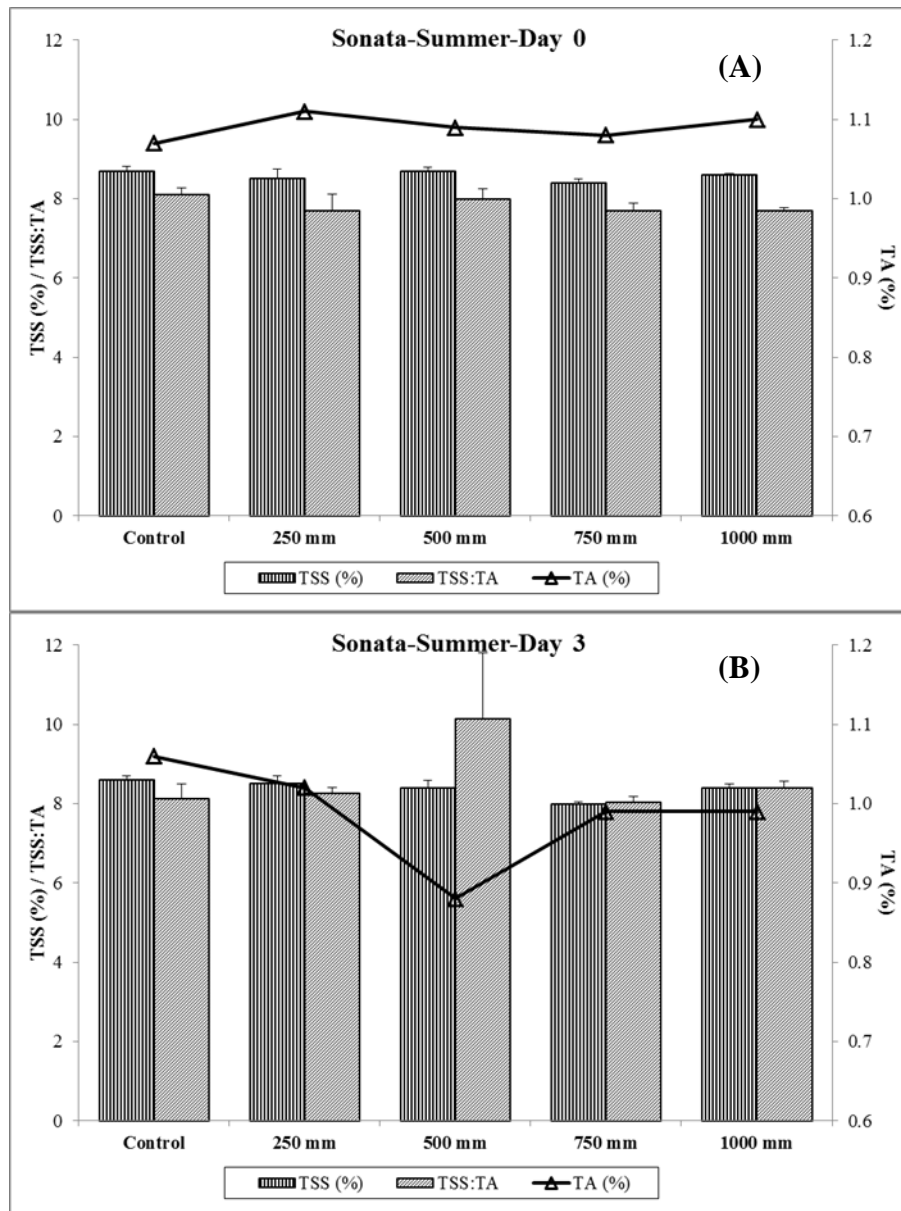 Sonata-Summer-Day 0
(A)
12
10
8
6
4
2
0
TSS (%) / TSS:TA
1.2
1.1
1.0
0.9
0.8
0.7
0.6
TA (%)
Control 250 mm 500 mm 750 mm 1000 mm
TSS (%) TSS:TA TA (%)
Sonata-Summer-Day 3
(B)
12
10
8
6
4
2
0
TSS (%) / TSS:TA
1.2
1.1
1.0
0.9
0.8
0.7
0.6
TA (%)
Control 250 mm 500 mm 750 mm 1000 mm
TSS (%) TSS:TA TA (%)